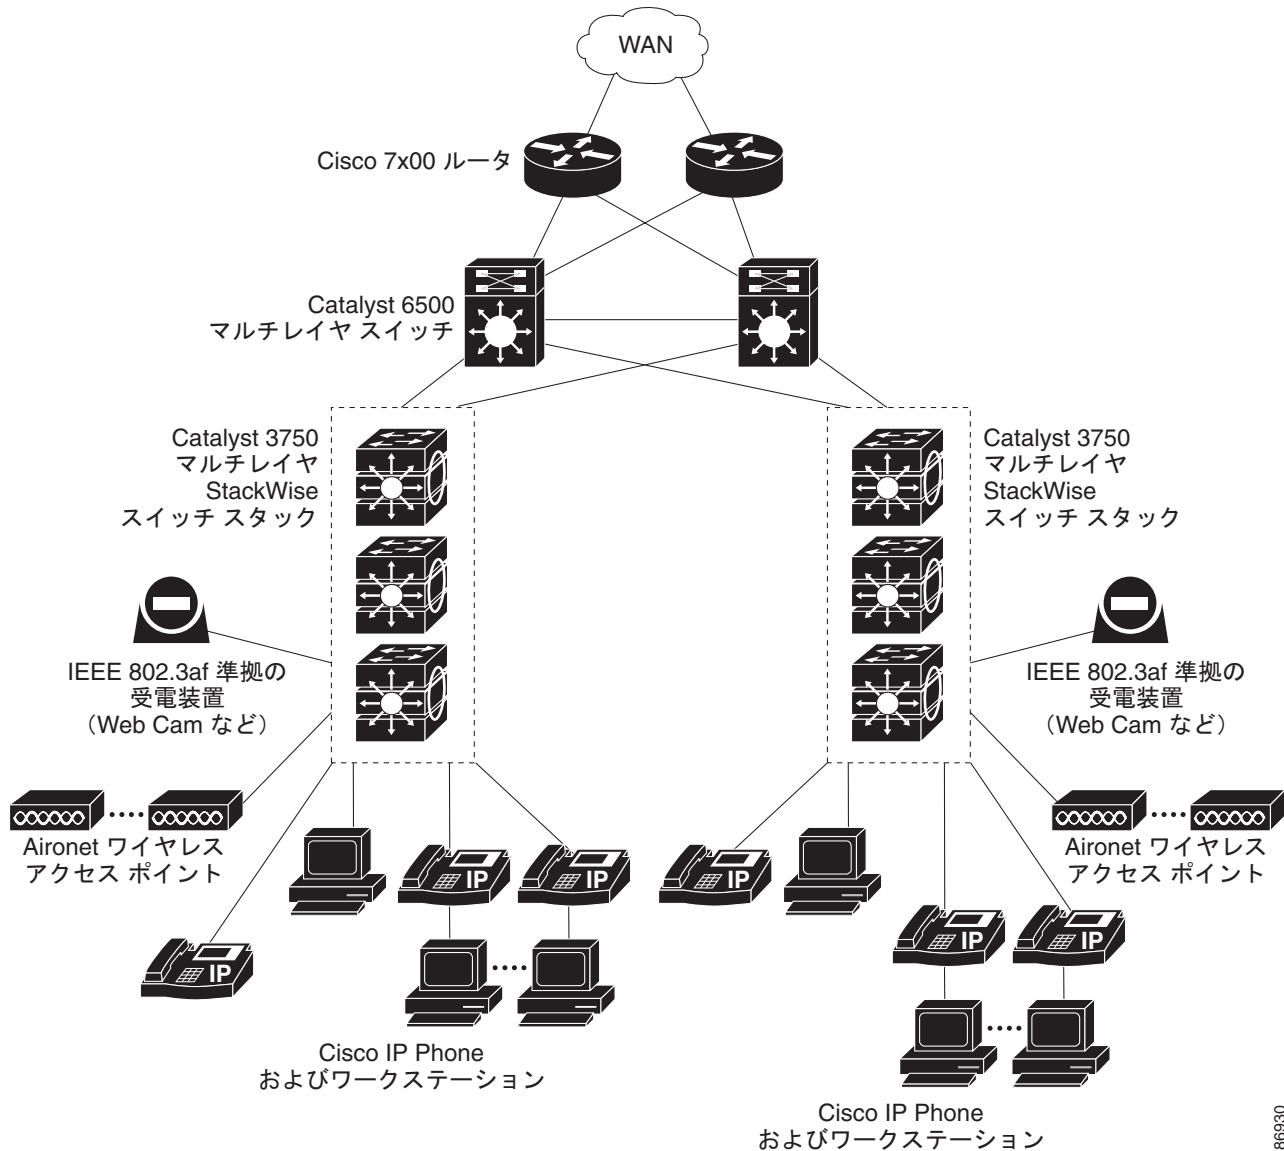 WAN
Cisco 7x00 ルータ
Catalyst 6500
マルチレイヤ スイッチ
Catalyst 3750
マルチレイヤ
StackWise
スイッチ スタック
Catalyst 3750
マルチレイヤ
StackWise
スイッチ スタック
IEEE 802.3af 準拠の
受電装置
（Web Cam など）
IEEE 802.3af 準拠の
受電装置
（Web Cam など）
Aironet ワイヤレス
アクセス ポイント
Aironet ワイヤレス
アクセス ポイント
IP
IP
IP
IP
IP
IP
Cisco IP Phone
およびワークステーション
Cisco IP Phone
およびワークステーション
86930